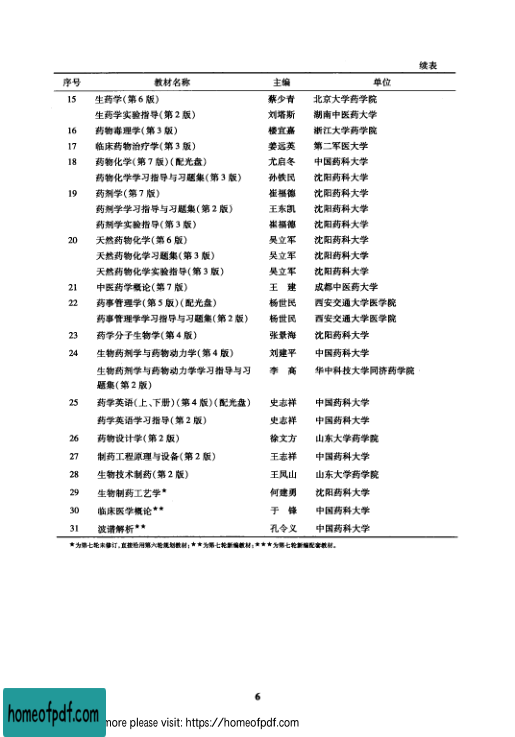 续表
序号 教材名称 主编 单位
15 生药学(第6版) 蔡少青 北京大学药学院
生药学实验指导(第2版) 刘塔斯 湖南中医药大学
16 药物毒理学(第3版) 楼宜嘉 浙江大学药学院
17 临床药物治疗学(第3版) 姜远英 第二军医大学
18 药物化学(第7版)(配光盘) 尤启冬 中国药科大学
药物化学学习指导与习题集(第3版) 孙铁民 沈阳药科大学
19 药剂学(第7版) 崔福德 沈阳药科大学
药剂学学习指导与习题集(第2版) 王东凯 沈阳药科大学
药剂学实验指导(第3版) 崔福德 沈阳药科大学
20 天然药物化学(第6版) 吴立军 沈阳药科大学
天然药物化学习题集(第3版) 吴立军 沈阳药科大学
天然药物化学实验指导(第3版) 吴立军 沈阳药科大学
21 中医药学概论(第7版) 王 建 成都中医药大学
22 药事管理学(第5版)(配光盘) 杨世民 西安交通大学医学院
药事管理学学习指导与习题集(第2版) 杨世民 西安交通大学医学院
23 药学分子生物学(第4版) 张景海 沈阳药科大学
24 生物药剂学与药物动力学(第4版) 刘建平 中国药科大学
生物药剂学与药物动力学学习指导与习 李 高 华中科技大学同济药学院
题集(第2版)
25 药学英语(上、下册)(第4版)(配光盘) 史志祥 中国药科大学
药学英语学习指导(第2版) 史志祥 中国药科大学
26 药物设计学(第2版) 徐文方 山东大学药学院
27 制药工程原理与设备(第2版) 王志祥 中国药科大学
28 生物技术制药(第2版) 王凤山 山东大学药学院
29 生物制药工艺学★ 何建勇 沈阳药科大学
30 临床医学概论★★ 于 锋 中国药科大学
31 波谱解析★★ 孔令义 中国药科大学
★为第七轮未修订,直接沿用第六轮规划教材;★★为第七轮新编教材;★★★为第七轮新编配套教材。
6
homeofpdf.com more please visit: https://homeofpdf.com